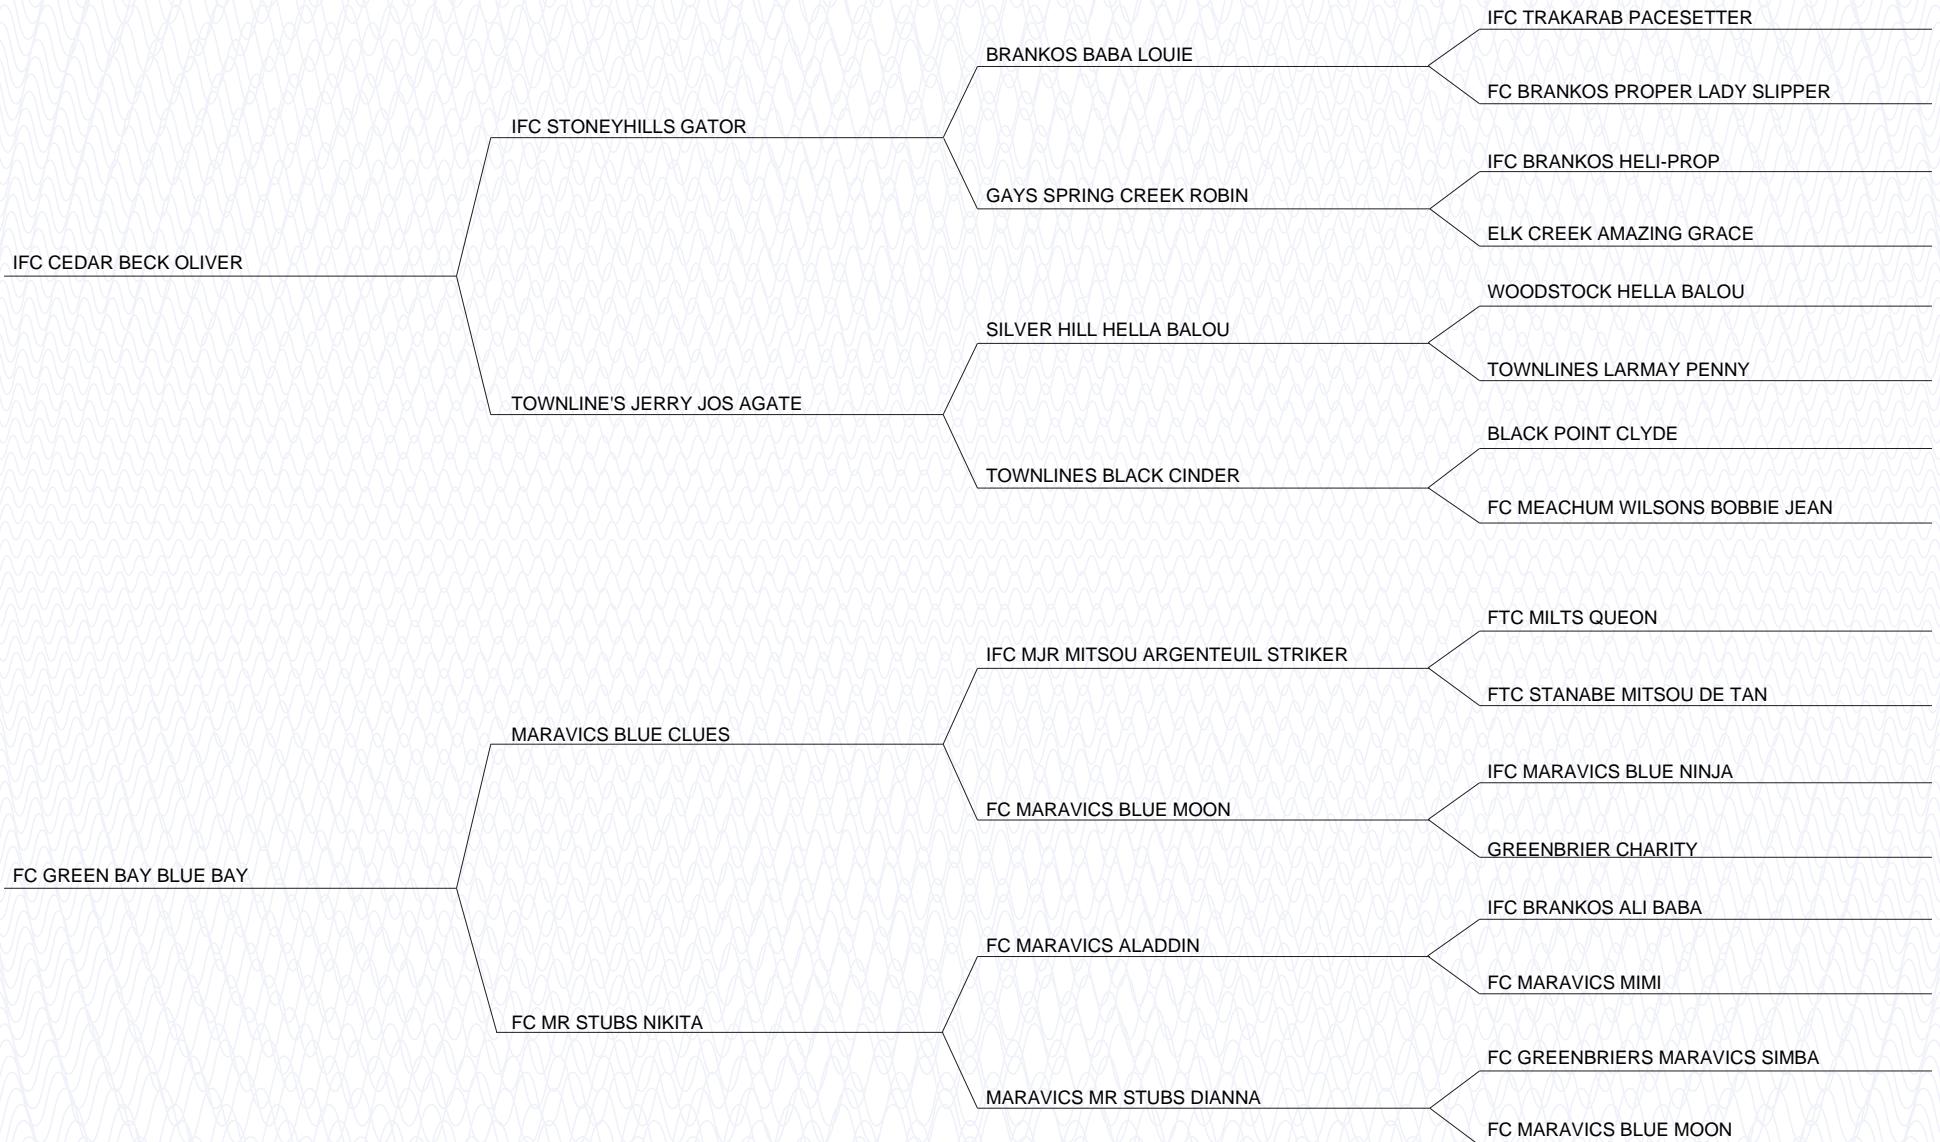 IFC TRAKARAB PACESETTER
BRANKOS BABA LOUIE
FC BRANKOS PROPER LADY SLIPPER
IFC STONEYHILLS GATOR
IFC BRANKOS HELI-PROP
GAYS SPRING CREEK ROBIN
ELK CREEK AMAZING GRACE
IFC CEDAR BECK OLIVER
WOODSTOCK HELLA BALOU
SILVER HILL HELLA BALOU
TOWNLINES LARMAY PENNY
TOWNLINE'S JERRY JOS AGATE
BLACK POINT CLYDE
TOWNLINES BLACK CINDER
FC MEACHUM WILSONS BOBBIE JEAN
FTC MILTS QUEON
IFC MJR MITSOU ARGENTEUIL STRIKER
FTC STANABE MITSOU DE TAN
MARAVICS BLUE CLUES
IFC MARAVICS BLUE NINJA
FC MARAVICS BLUE MOON
GREENBRIER CHARITY
FC GREEN BAY BLUE BAY
IFC BRANKOS ALI BABA
FC MARAVICS ALADDIN
FC MARAVICS MIMI
FC MR STUBS NIKITA
FC GREENBRIERS MARAVICS SIMBA
MARAVICS MR STUBS DIANNA
FC MARAVICS BLUE MOON